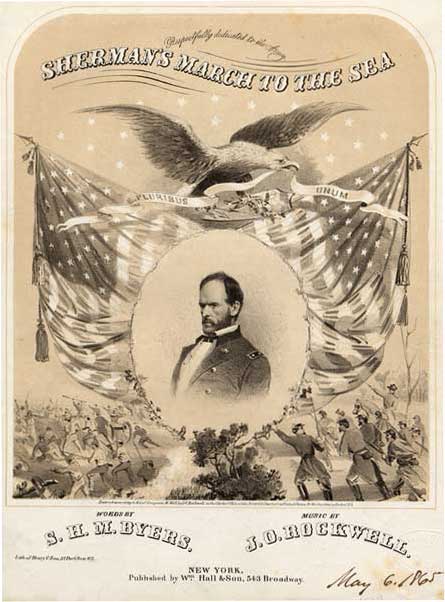 Respectfully dedicated to the Army
SHERMAN'S MARCH TO THE SEA
E PLURIBUS UNUM
WORDS BY
S. H. M. BYERS.
MUSIC BY
J. O. ROCKWELL.
NEW YORK,
Published by Wm. Hall & Son, 543 Broadway.
May 6. 1865